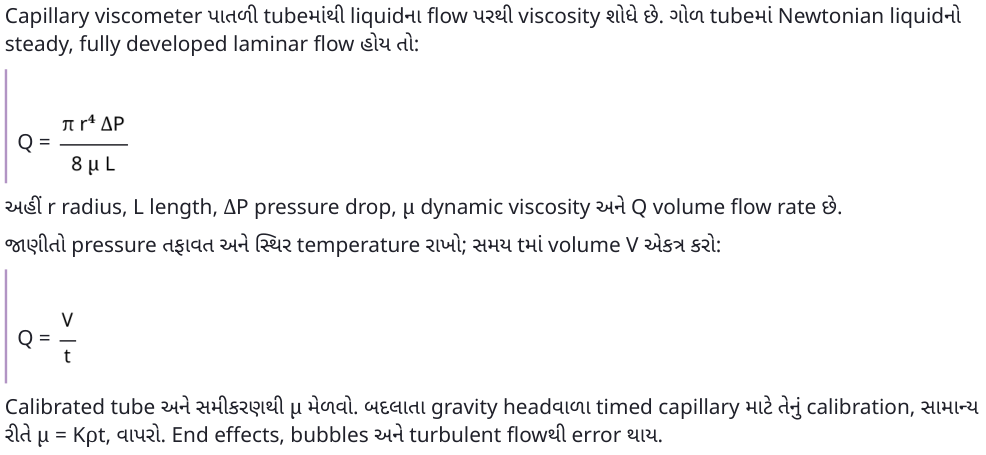 Capillary viscometer પાતળી tubeમાંથી liquidના flow પરથી viscosity શોધે છે. ગોળ tubeમાં Newtonian liquidનો
steady, fully developed laminar flow હોય તો:
Q = π r⁴ ΔP / 8 μ L
અહીં r radius, L length, ΔP pressure drop, μ dynamic viscosity અને Q volume flow rate છે.
જાણીતો pressure તફાવત અને સ્થિર temperature રાખો; સમય tમાં volume V એકત્ર કરો:
Q = V / t
Calibrated tube અને સમીકરણથી μ મેળવો. બદલાતા gravity headવાળા timed capillary માટે તેનું calibration, સામાન્ય
રીતે μ = Kρt, વાપરો. End effects, bubbles અને turbulent flowથી error થાય.